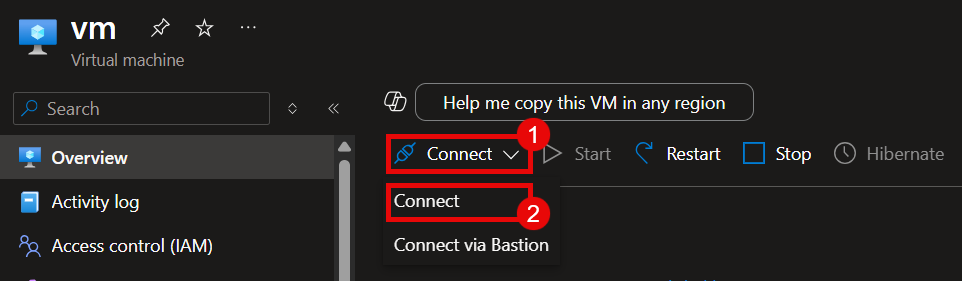 vm
Virtual machine
Search
Help me copy this VM in any region
Overview
Connect
1
Start
Restart
Stop
Hibernate
Activity log
Connect
2
Access control (IAM)
Connect via Bastion